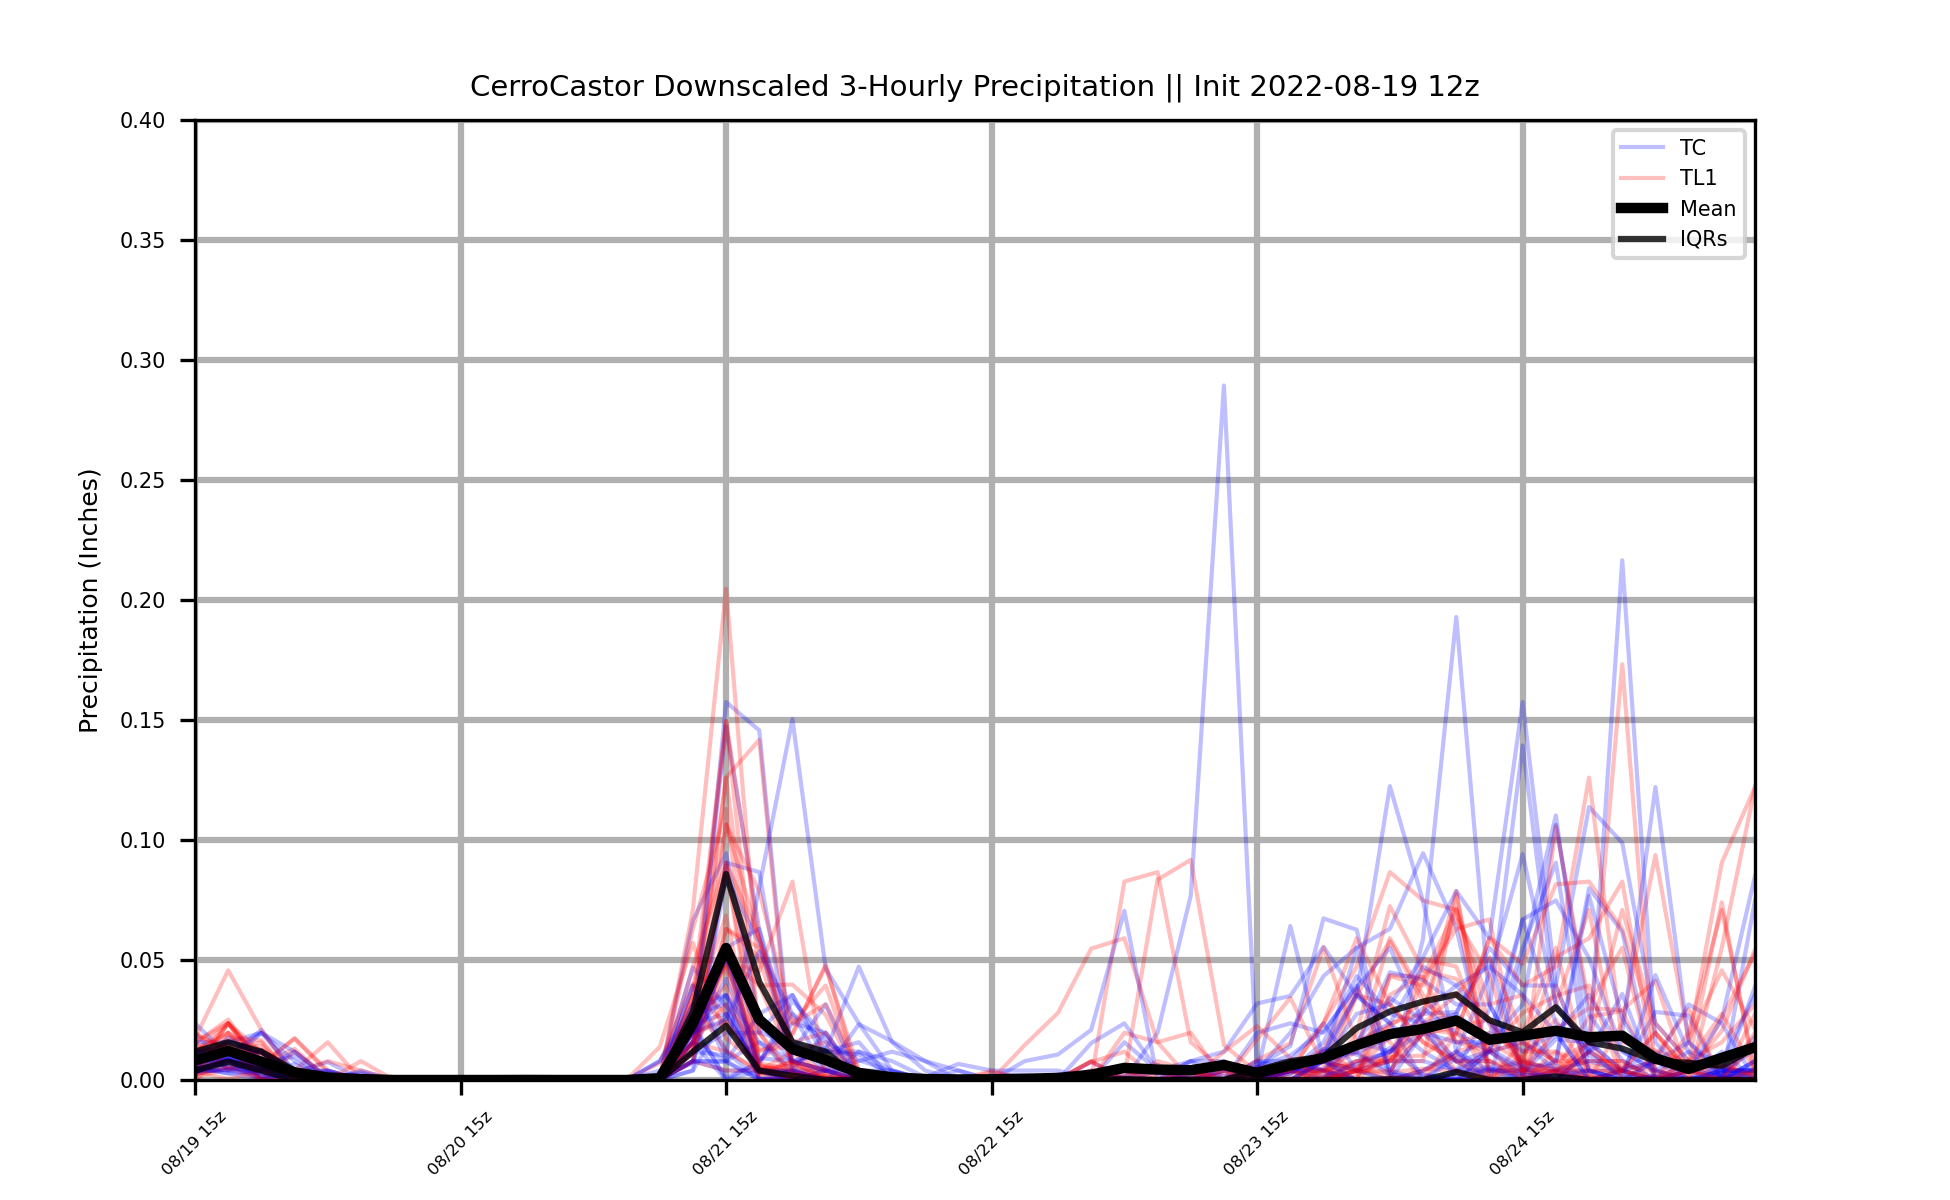 CerroCastor Downscaled 3-Hourly Precipitation || Init 2022-08-19 12z
Precipitation (Inches)
0.40
0.35
0.30
0.25
0.20
0.15
0.10
0.05
0.00
TC
TL1
Mean
IQRs
08/19 15z
08/20 15z
08/21 15z
08/22 15z
08/23 15z
08/24 15z